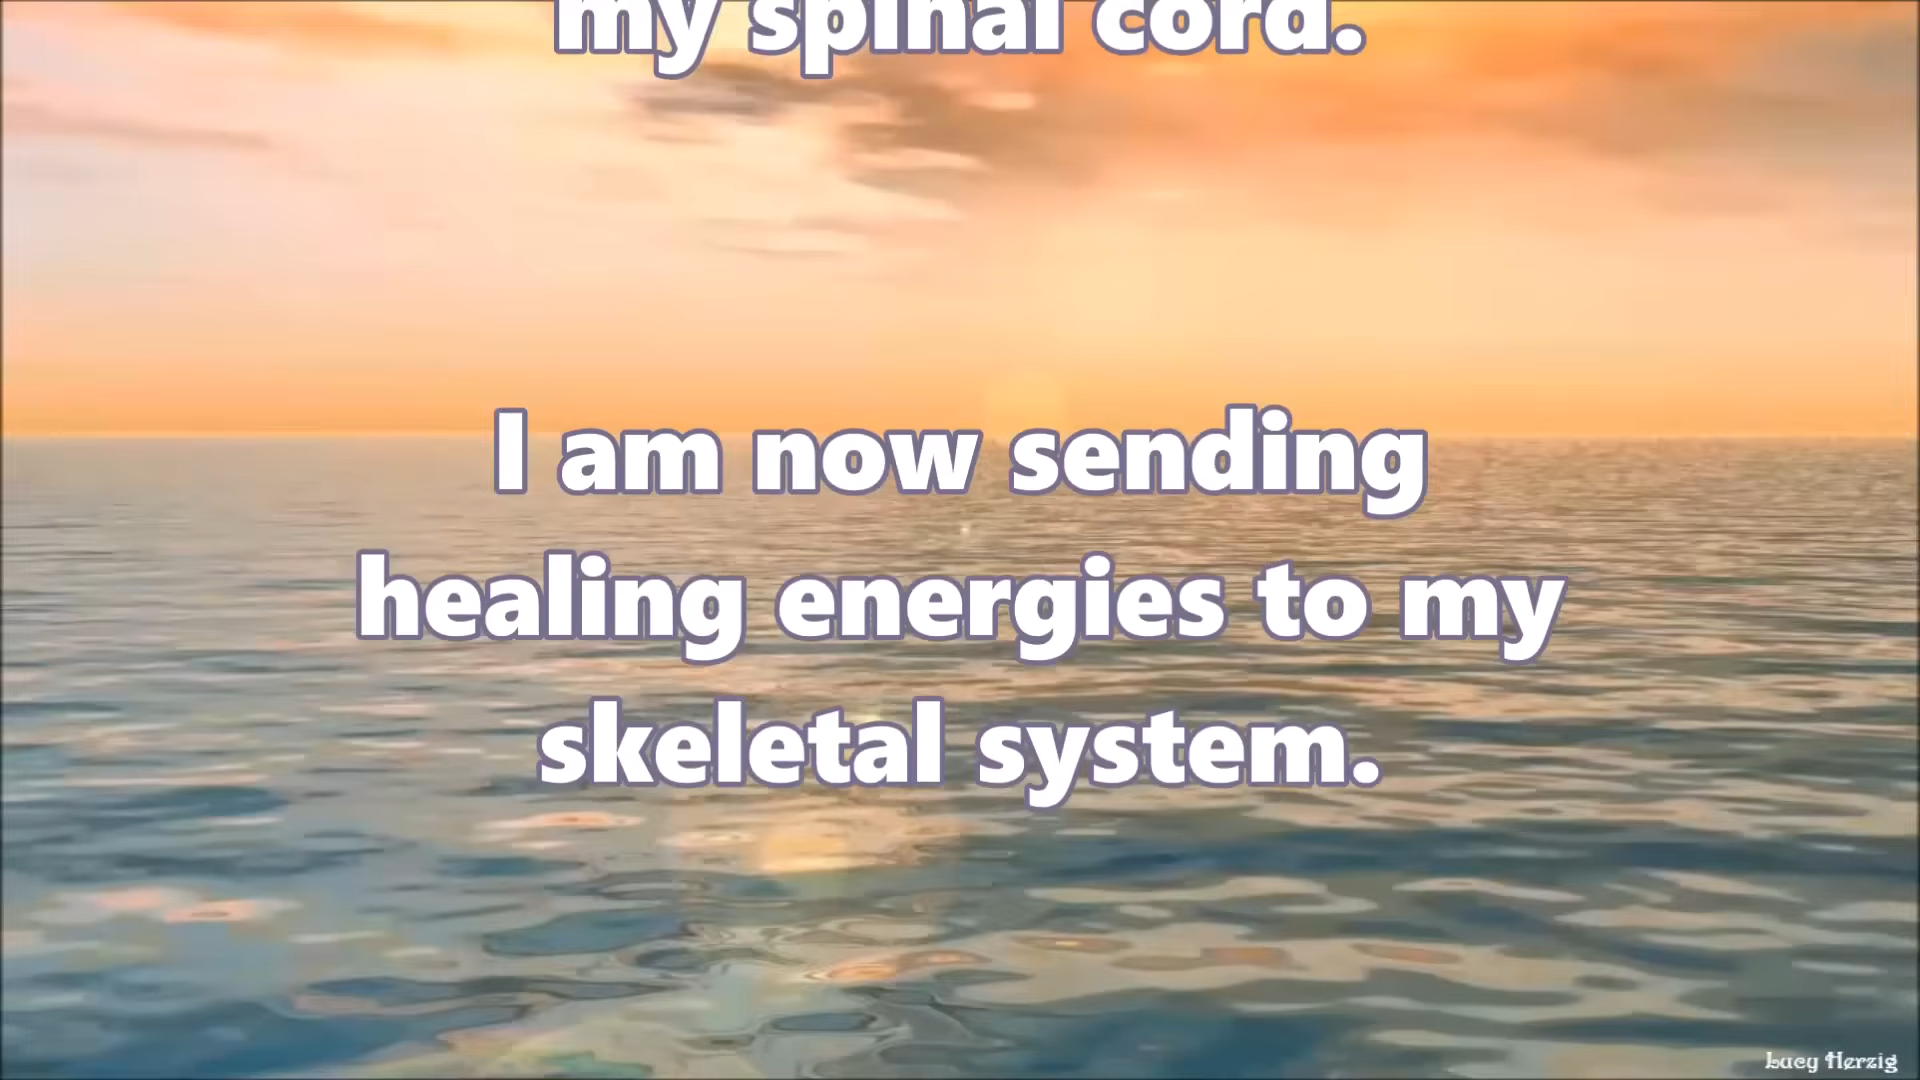 my spinal cord.
I am now sending
healing energies to my
skeletal system.
Lucy Herzig